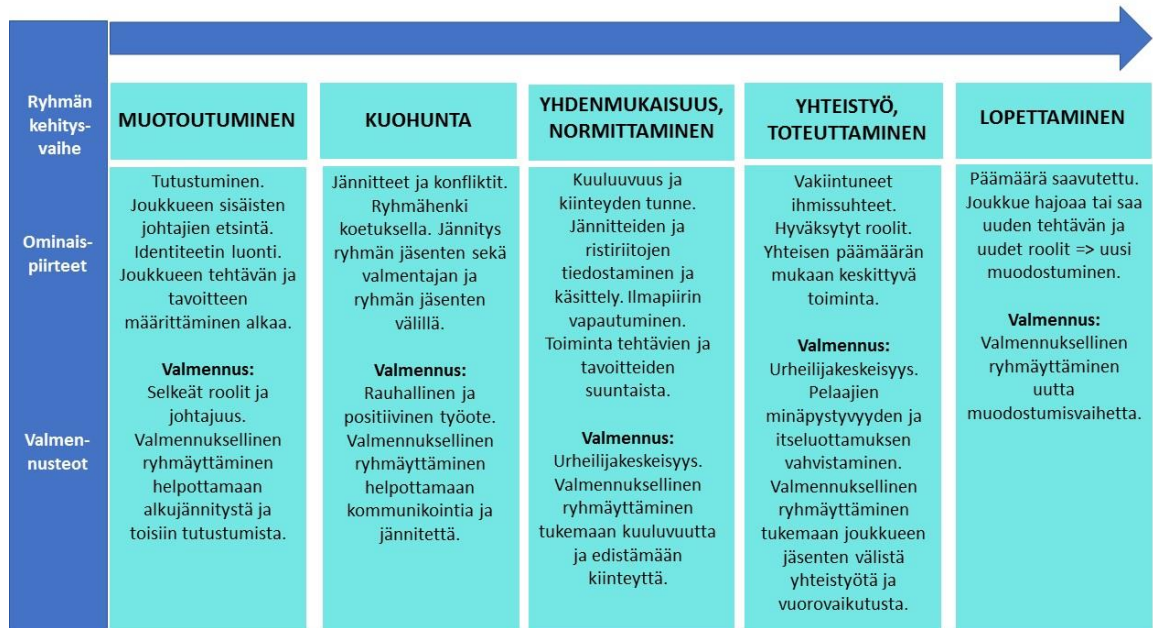 Ryhmän
kehitys-
vaihe
MUOTOUTUMINEN
KUOHUNTA
YHDENMUKAISUUS,
NORMITTAMINEN
YHTEISTYÖ,
TOTEUTTAMINEN
LOPETTAMINEN
Ominais-
piirteet
Valmen-
nusteot
Tutustuminen.
Joukkueen sisäisten
johtajien etsintä.
Identiteetin luonti.
Joukkueen tehtävän ja
tavoitteen
määrittäminen alkaa.
Valmennus:
Selkeät roolit ja
johtajuus.
Valmennuksellinen
ryhmäyttäminen
helpottamaan
alkujännitystä ja
toisiin tutustumista.
Jännitteet ja konfliktit.
Ryhmähenki
koetuksella. Jännitys
ryhmän jäsenten sekä
valmentajan ja
ryhmän jäsenten
välillä.
Valmennus:
Rauhallinen ja
positiivinen työote.
Valmennuksellinen
ryhmäyttäminen
helpottamaan
kommunikointia ja
jännitettä.
Kuuluuvuus ja
kiinteyden tunne.
Jännitteiden ja
ristiriitojen
tiedostaminen ja
käsittely. Ilmapiirin
vapautuminen.
Toiminta tehtävien ja
tavoitteiden
suuntaista.
Valmennus:
Urheilijakeskeisyys.
Valmennuksellinen
ryhmäyttäminen
tukemaan kuuluvuutta
ja edistämään
kiinteyttä.
Vakiintuneet
ihmissuhteet.
Hyväksytyt roolit.
Yhteisen päämäärän
mukaan keskittyvä
toiminta.
Valmennus:
Urheilijakeskeisyys.
Pelaajien
minäpystyvyyden ja
itseluottamuksen
vahvistaminen.
Valmennuksellinen
ryhmäyttäminen
tukemaan joukkueen
jäsenten välistä
yhteistyötä ja
vuorovaikutusta.
Päämäärä saavutettu.
Joukkue hajoaa tai saa
uuden tehtävän ja
uudet roolit => uusi
muodostuminen.
Valmennus:
Valmennuksellinen
ryhmäyttäminen
uutta
muodostumisvaihetta.